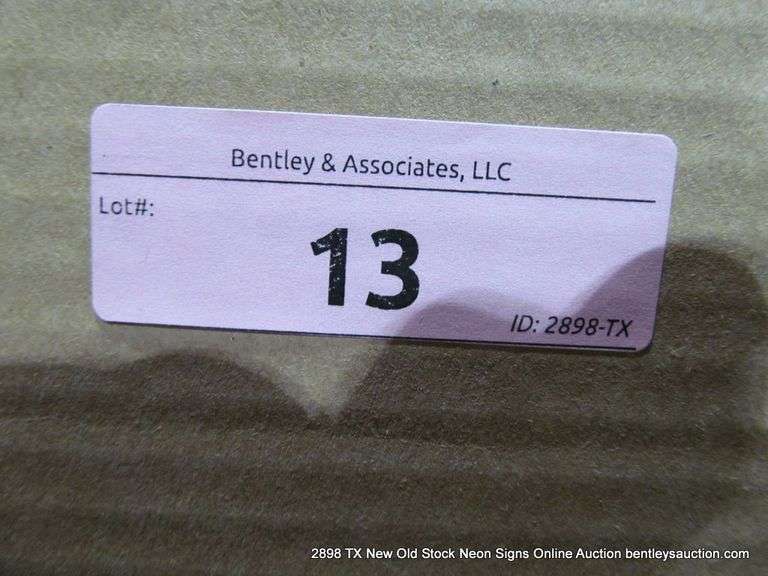 Bentley & Associates, LLC
Lot#:
13
ID: 2898-TX
2898 TX New Old Stock Neon Signs Online Auction bentleysauction.com